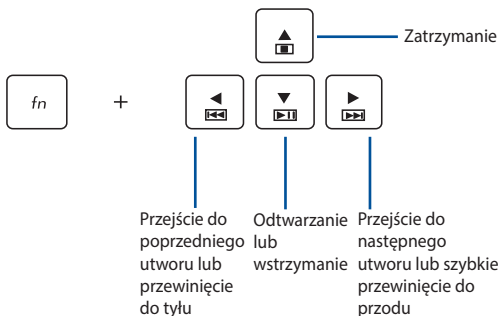 Zatrzymanie
fn
+
Przejście do
poprzedniego
utworu lub
przewinięcie
do tyłu
Odtwarzanie
lub
wstrzymanie
Przejście do
następnego
utworu lub szybkie
przewinięcie do
przodu